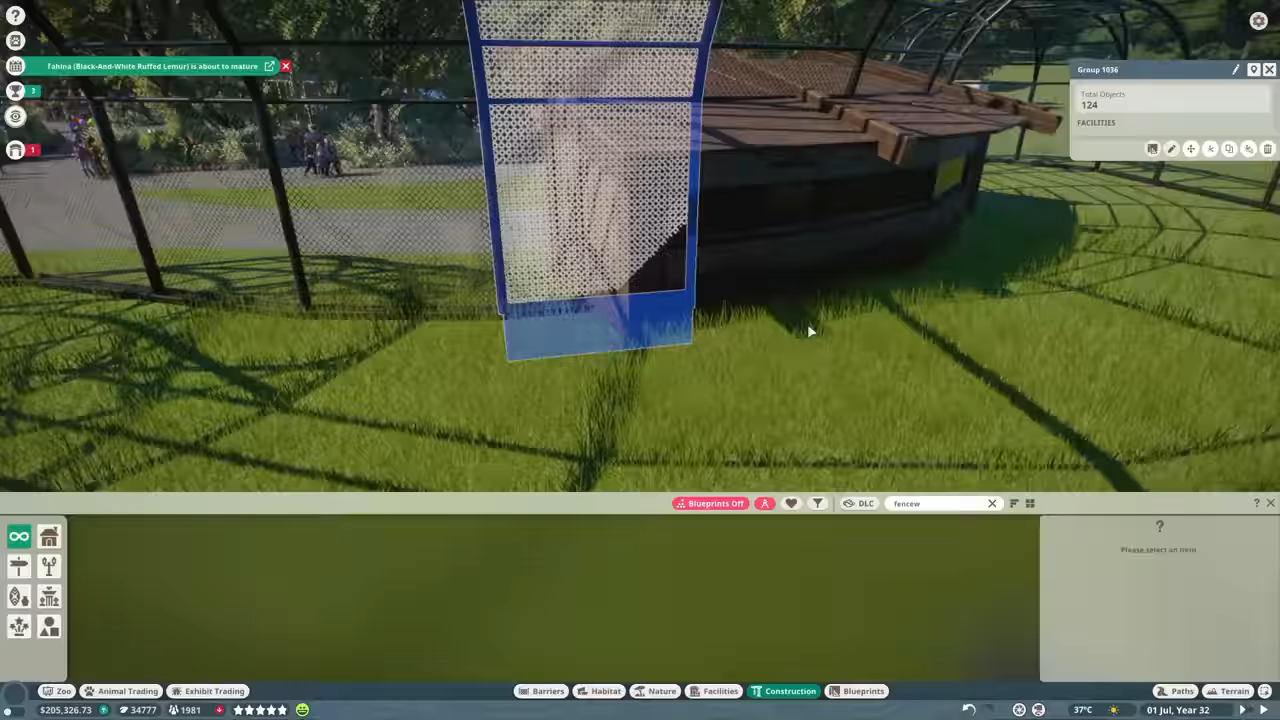 ?
Tahina (Black-And-White Ruffed Lemur) is about to mature
3
1
Group 1036
Total Objects
124
FACILITIES
Blueprints Off
DLC
fencew
?
?
Please select an item
Zoo
Animal Trading
Exhibit Trading
Barriers
Habitat
Nature
Facilities
Construction
Blueprints
Paths
Terrain
$205,326.73
34777
1981
37°C
01 Jul, Year 32